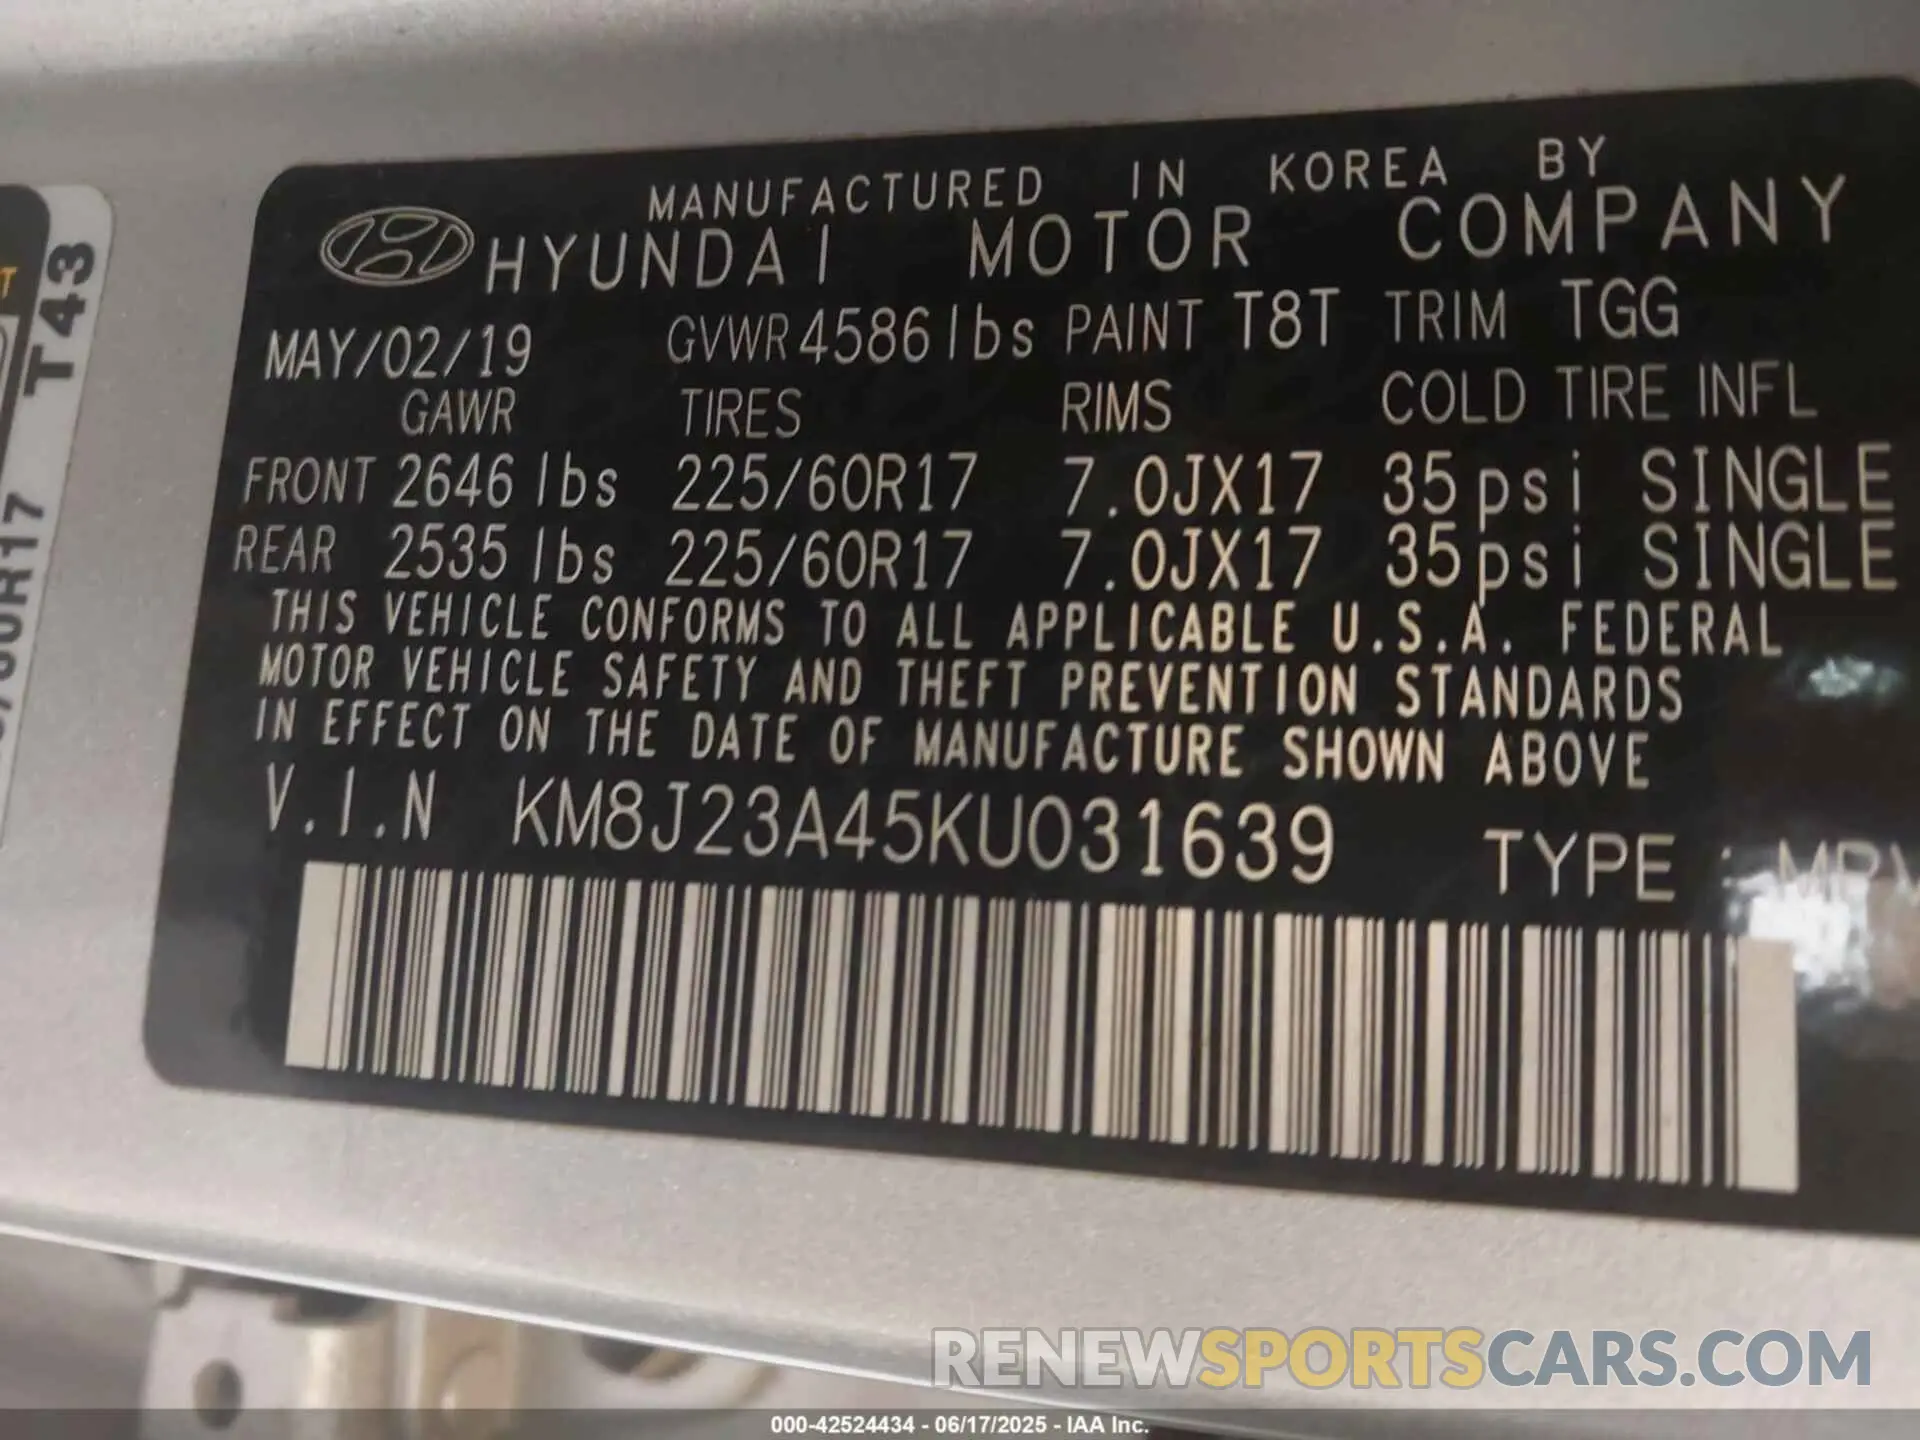 MANUFACTURED IN KOREA BY
HYUNDAI MOTOR COMPANY
MAY/02/19 GVWR 4586 lbs PAINT T8T TRIM TGG
GAWR TIRES RIMS COLD TIRE INFL
FRONT 2646 lbs 225/60R17 7.0JX17 35psi SINGLE
REAR 2535 lbs 225/60R17 7.0JX17 35psi SINGLE
THIS VEHICLE CONFORMS TO ALL APPLICABLE U.S.A. FEDERAL
MOTOR VEHICLE SAFETY AND THEFT PREVENTION STANDARDS
IN EFFECT ON THE DATE OF MANUFACTURE SHOWN ABOVE
V.I.N KM8J23A45KU031639 TYPE : MPV
T43
60R17
RENEWSPORTSCARS.COM
000-42524434 - 06/17/2025 - IAA Inc.